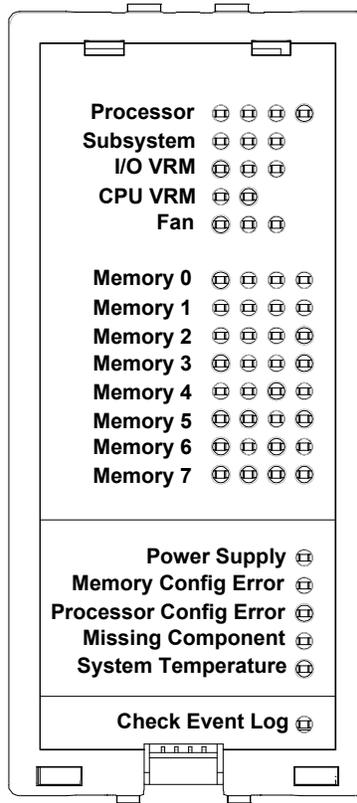 Processor
Subsystem
I/O VRM
CPU VRM
Fan
Memory 0
Memory 1
Memory 2
Memory 3
Memory 4
Memory 5
Memory 6
Memory 7
Power Supply
Memory Config Error
Processor Config Error
Missing Component
System Temperature
Check Event Log